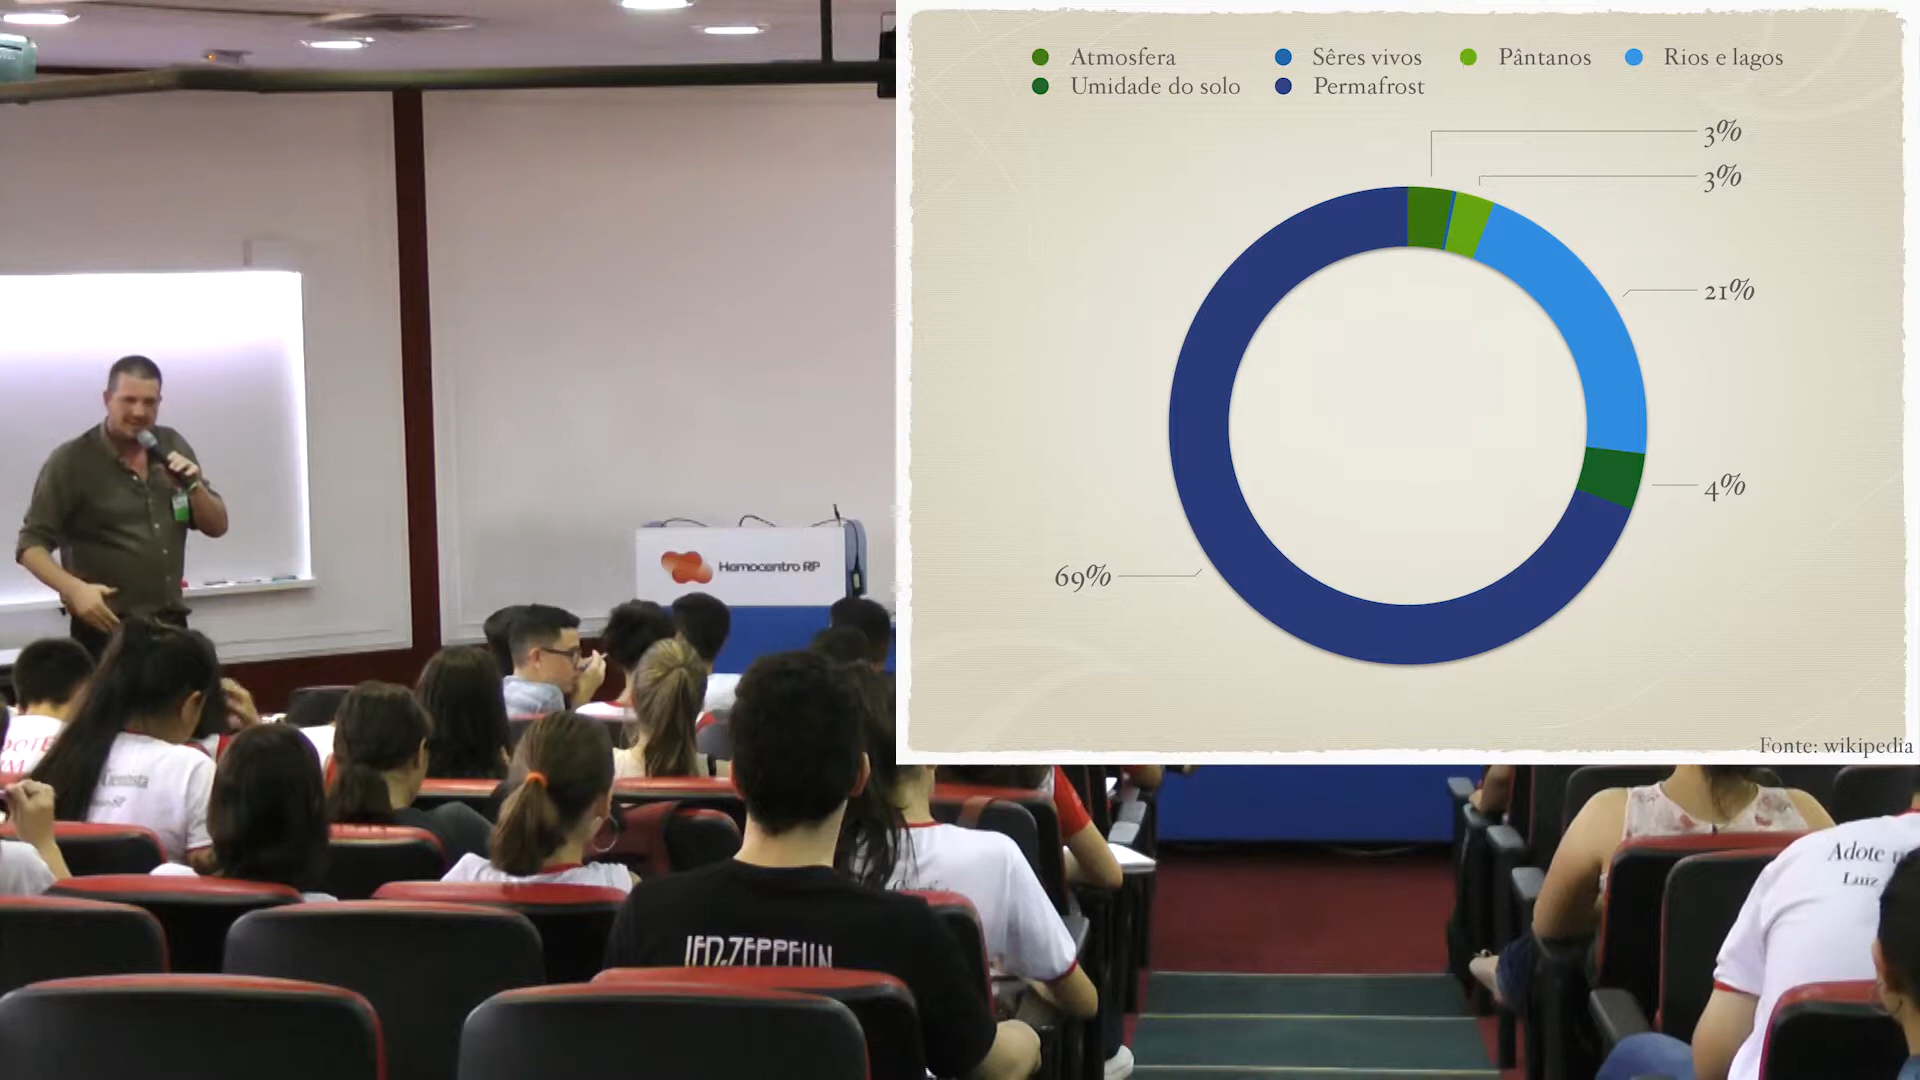 Atmosfera
Sêres vivos
Pântanos
Rios e lagos
Umidade do solo
Permafrost
3%
3%
21%
4%
69%
Fonte: wikipedia
Hemocentro RP
LED ZEPPELIN
Adote
Luiz